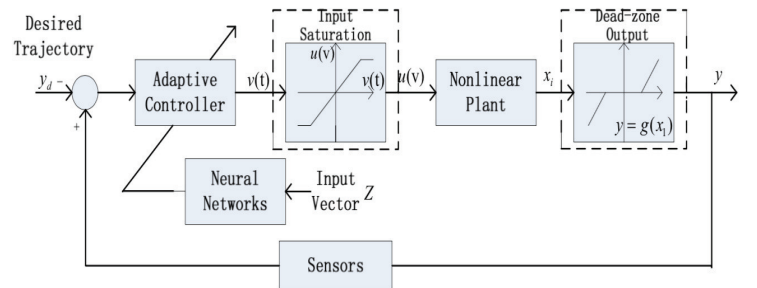 Desired
Trajectory
y_d −
+
Adaptive
Controller
v(t)
Input
Saturation
u(v)
v(t)
u(v)
Nonlinear
Plant
x_i
Dead-zone
Output
y = g(x_1)
y
Neural
Networks
Input
Vector Z
Sensors